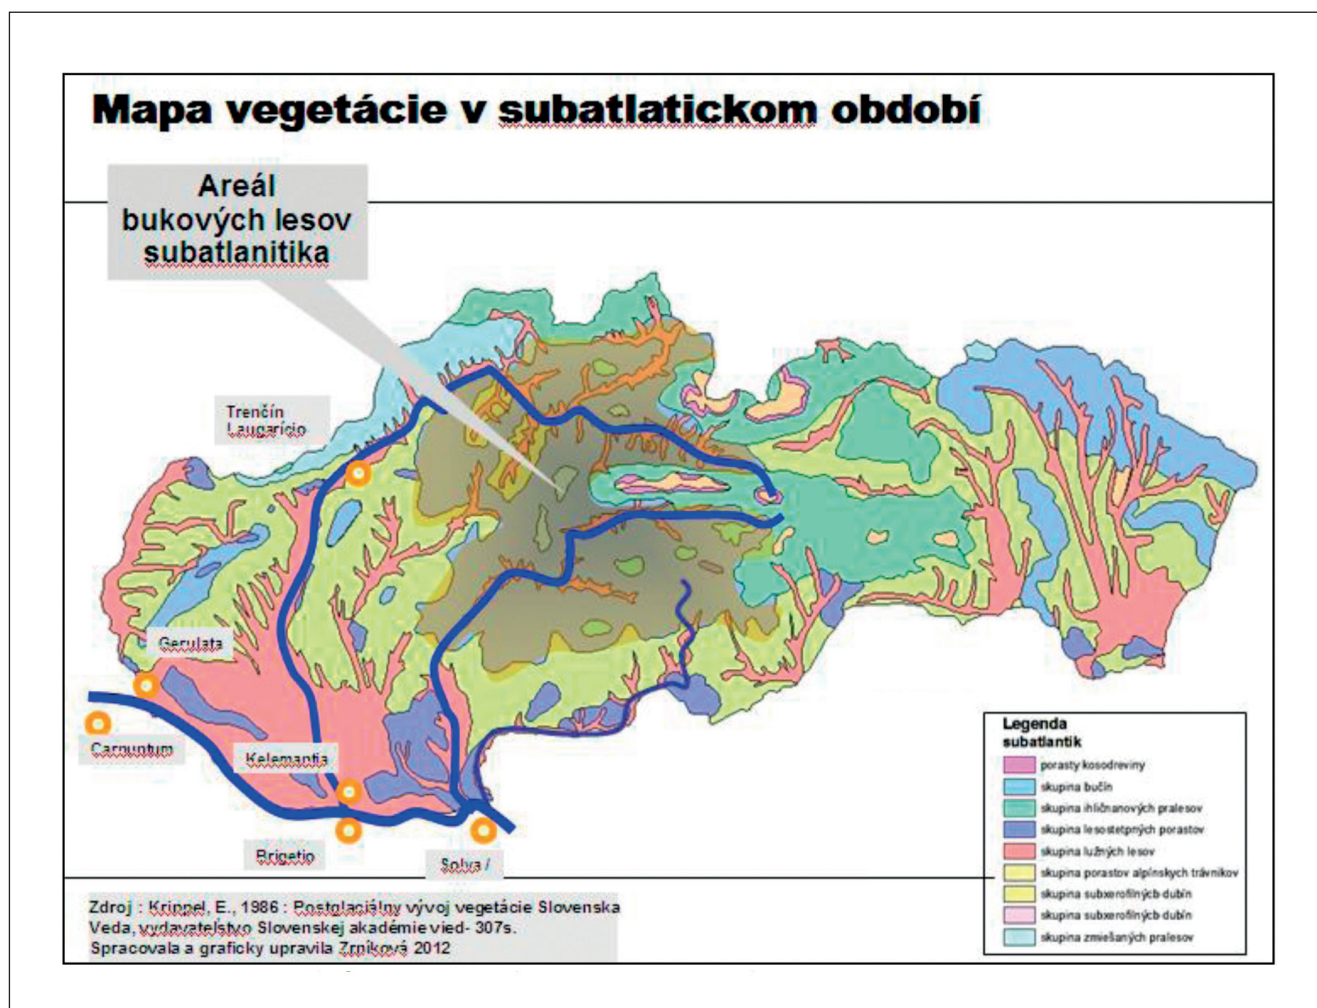 Mapa vegetácie v subatlatickom období
Areál
bukových lesov
subatlanitika
Trenčín
Laugarício
Gerulata
Carnuntum
Kelemantia
Brigetio
Solva /
Legenda
subatlantik
porasty kosodreviny
skupina bučín
skupina ihličnanových pralesov
skupina lesostepných porastov
skupina lužných lesov
skupina porastov alpínskych trávnikov
skupina subxerofilných dubín
skupina subxerofilných dubín
skupina zmiešaných pralesov
Zdroj : Krippel, E., 1986 : Postglaciálny vývoj vegetácie Slovenska
Veda, vydavateľstvo Slovenskej akadémie vied- 307s.
Spracovala a graficky upravila Zrníková 2012